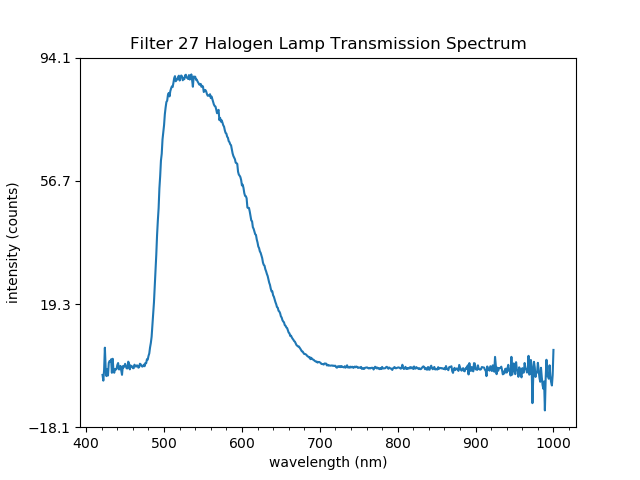 Filter 27 Halogen Lamp Transmission Spectrum
94.1
56.7
19.3
−18.1
intensity (counts)
400 500 600 700 800 900 1000
wavelength (nm)